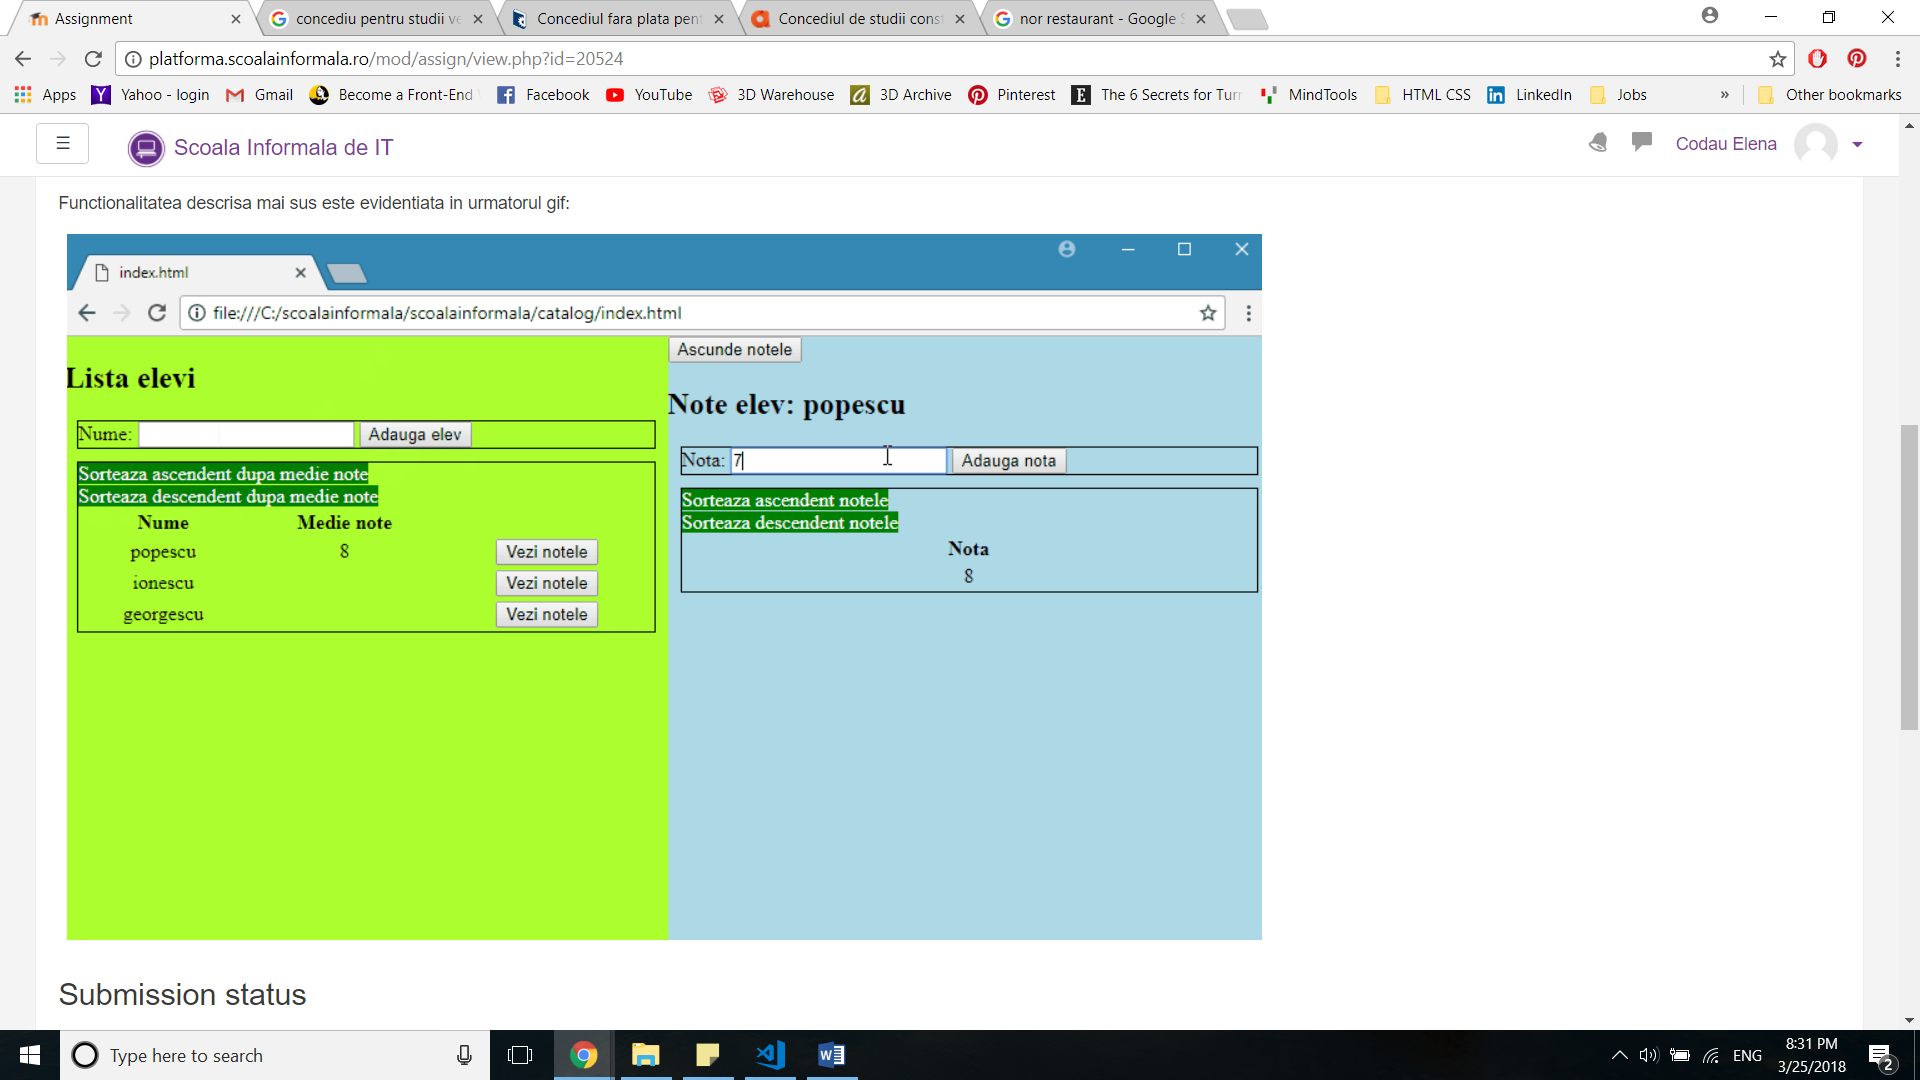 Assignment
concediu pentru studii ve
Concediul fara plata pent
Concediul de studii cons
nor restaurant - Google S
platforma.scoalainformala.ro/mod/assign/view.php?id=20524
Apps Yahoo - login Gmail Become a Front-End Facebook YouTube 3D Warehouse 3D Archive Pinterest The 6 Secrets for Turn MindTools HTML CSS LinkedIn Jobs » Other bookmarks
Scoala Informala de IT
Codau Elena
Functionalitatea descrisa mai sus este evidentiata in urmatorul gif:
index.html
file:///C:/scoalainformala/scoalainformala/catalog/index.html
Lista elevi
Nume: Adauga elev
Sorteaza ascendent dupa medie note
Sorteaza descendent dupa medie note
Nume Medie note
popescu 8 Vezi notele
ionescu Vezi notele
georgescu Vezi notele
Ascunde notele
Note elev: popescu
Nota: 7 Adauga nota
Sorteaza ascendent notele
Sorteaza descendent notele
Nota
8
Submission status
Type here to search
ENG
8:31 PM
3/25/2018
2